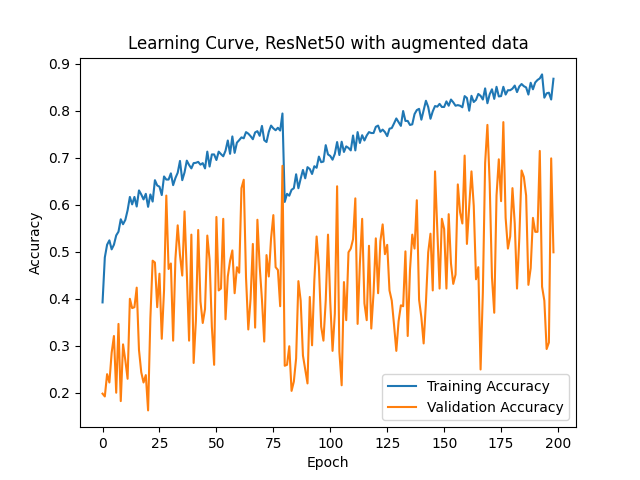 Learning Curve, ResNet50 with augmented data
0.9
0.8
0.7
0.6
0.5
0.4
0.3
0.2
Accuracy
Training Accuracy
Validation Accuracy
0 25 50 75 100 125 150 175 200
Epoch